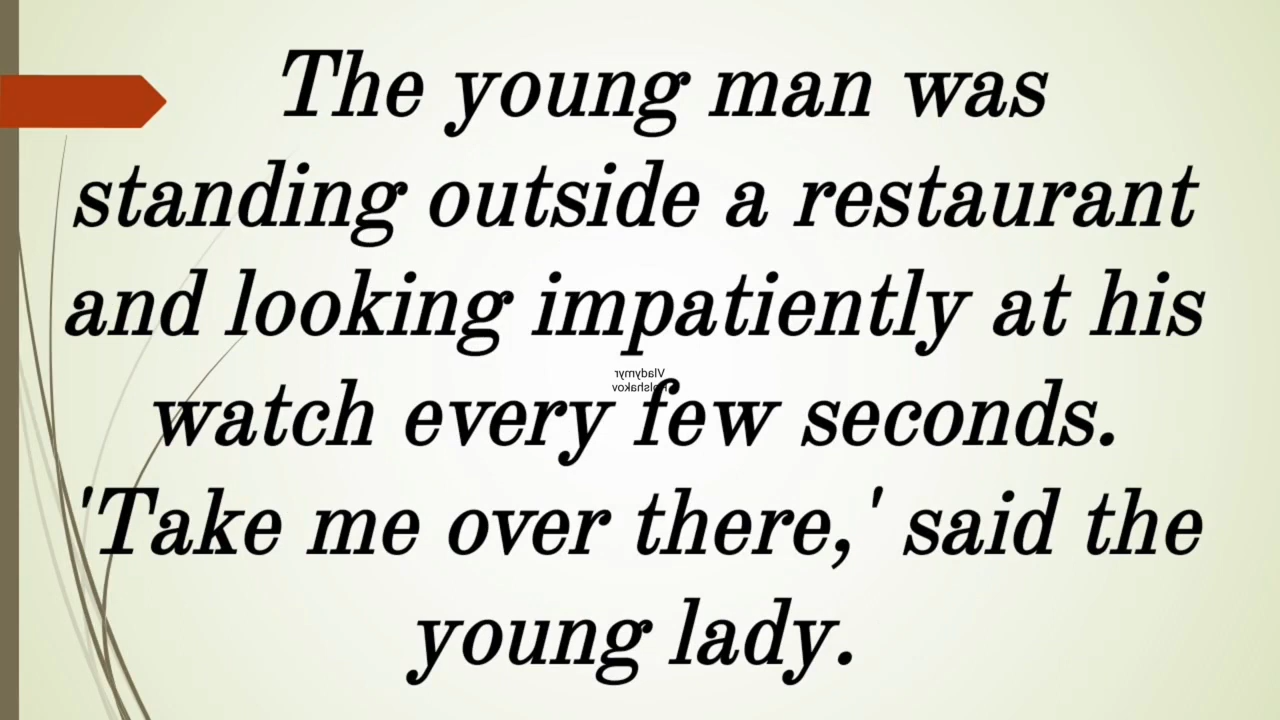 The young man was
standing outside a restaurant
and looking impatiently at his
Vladymyr
watch every few seconds.
'Take me over there,' said the
young lady.